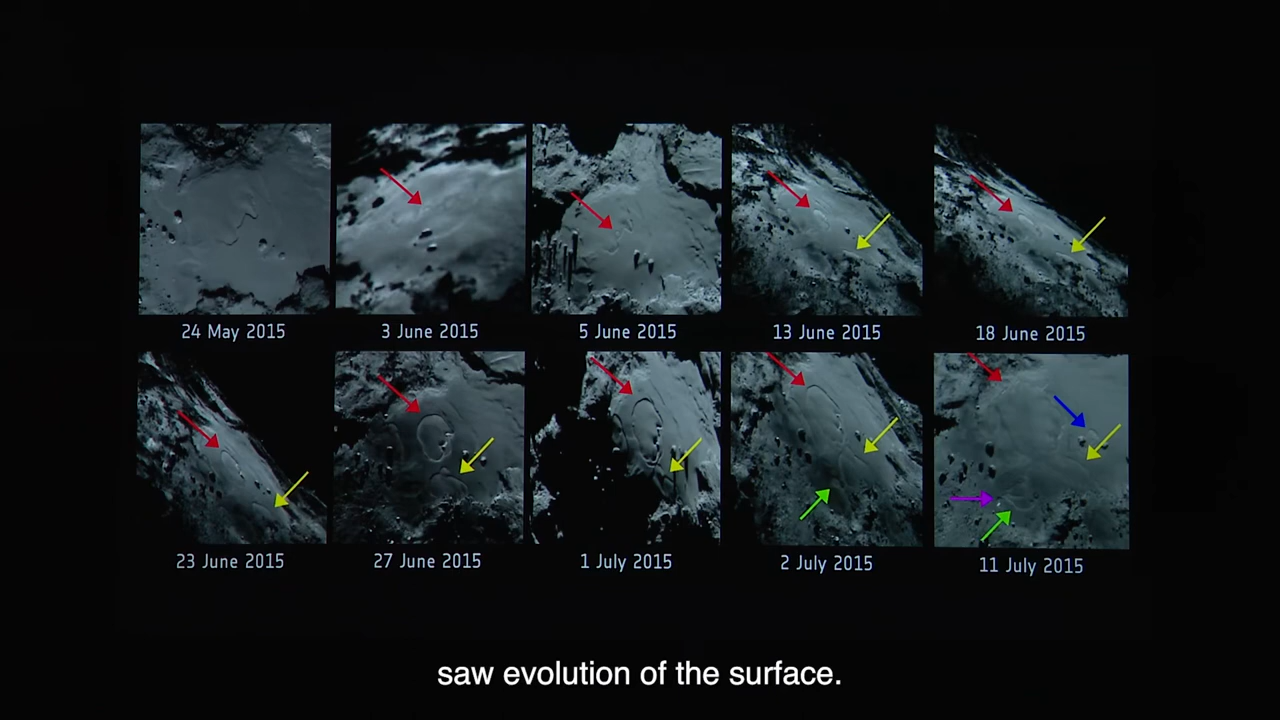 24 May 2015
3 June 2015
5 June 2015
13 June 2015
18 June 2015
23 June 2015
27 June 2015
1 July 2015
2 July 2015
11 July 2015
saw evolution of the surface.